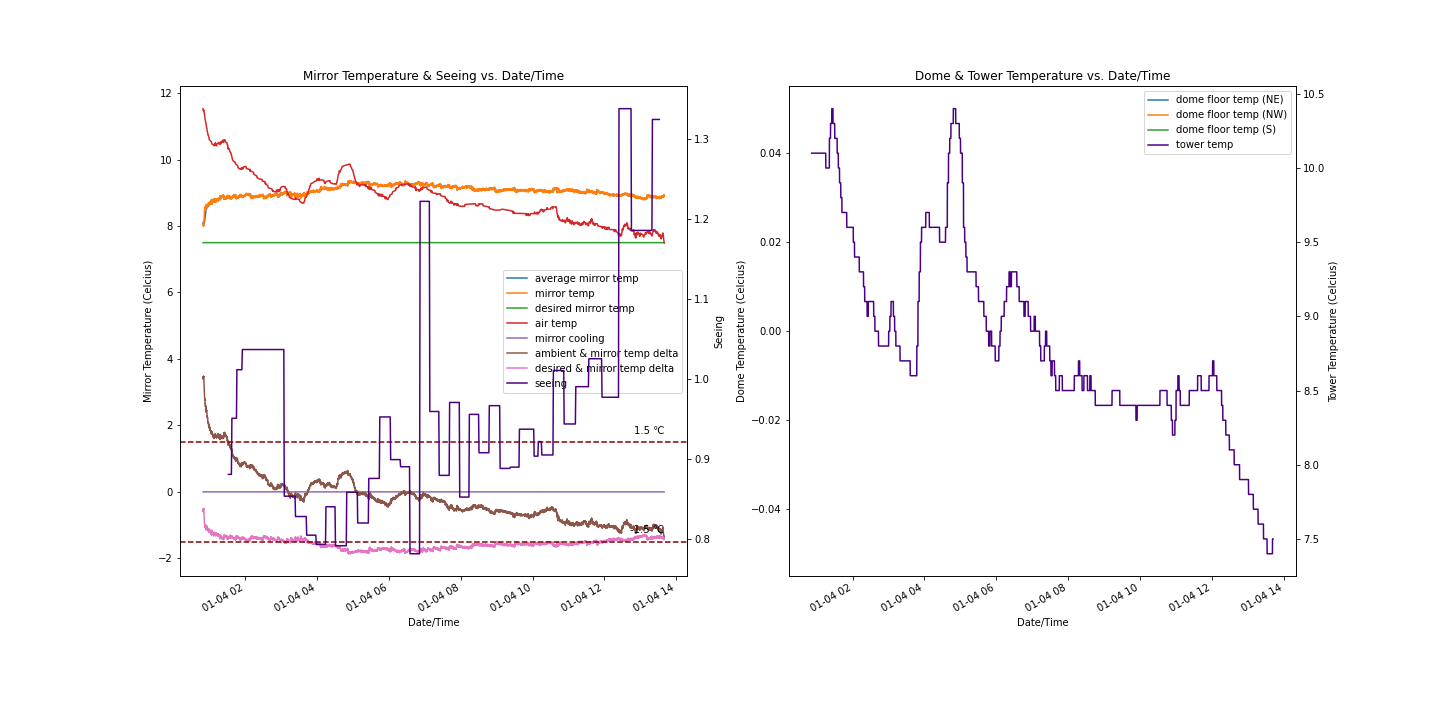 Mirror Temperature & Seeing vs. Date/Time
12
10
8
6
4
2
0
−2
Mirror Temperature (Celcius)
1.3
1.2
1.1
1.0
0.9
0.8
Seeing
average mirror temp
mirror temp
desired mirror temp
air temp
mirror cooling
ambient & mirror temp delta
desired & mirror temp delta
seeing
1.5 ℃
-1.5 ℃
01-04 02
01-04 04
01-04 06
01-04 08
01-04 10
01-04 12
01-04 14
Date/Time
Dome & Tower Temperature vs. Date/Time
0.04
0.02
0.00
−0.02
−0.04
Dome Temperature (Celcius)
10.5
10.0
9.5
9.0
8.5
8.0
7.5
Tower Temperature (Celcius)
dome floor temp (NE)
dome floor temp (NW)
dome floor temp (S)
tower temp
01-04 02
01-04 04
01-04 06
01-04 08
01-04 10
01-04 12
01-04 14
Date/Time